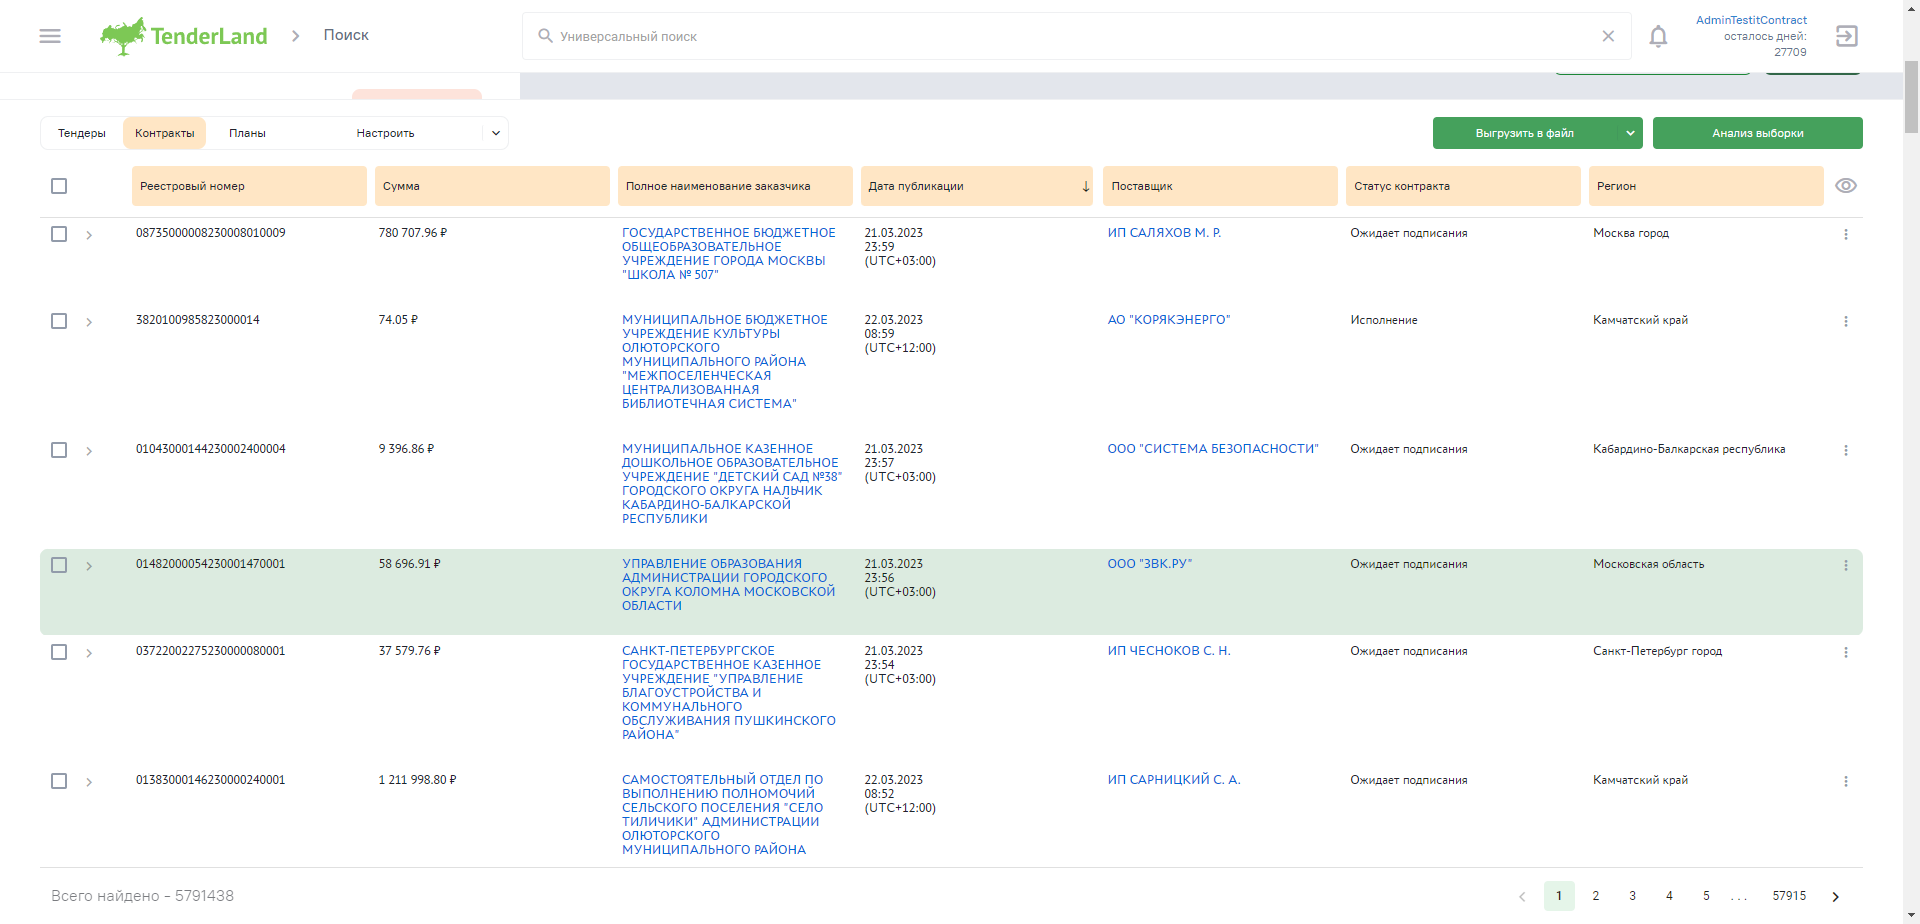 TenderLand
Поиск
Универсальный поиск
AdminTestitContract
осталось дней:
27709
Тендеры
Контракты
Планы
Настроить
Выгрузить в файл
Анализ выборки
Реестровый номер
Сумма
Полное наименование заказчика
Дата публикации
Поставщик
Статус контракта
Регион
08735000008230008010009
780 707.96 ₽
ГОСУДАРСТВЕННОЕ БЮДЖЕТНОЕ
ОБЩЕОБРАЗОВАТЕЛЬНОЕ
УЧРЕЖДЕНИЕ ГОРОДА МОСКВЫ
"ШКОЛА № 507"
21.03.2023
23:59
(UTC+03:00)
ИП САЛЯХОВ М. Р.
Ожидает подписания
Москва город
3820100985823000014
74.05 ₽
МУНИЦИПАЛЬНОЕ БЮДЖЕТНОЕ
УЧРЕЖДЕНИЕ КУЛЬТУРЫ
ОЛЮТОРСКОГО
МУНИЦИПАЛЬНОГО РАЙОНА
"МЕЖПОСЕЛЕНЧЕСКАЯ
ЦЕНТРАЛИЗОВАННАЯ
БИБЛИОТЕЧНАЯ СИСТЕМА"
22.03.2023
08:59
(UTC+12:00)
АО "КОРЯКЭНЕРГО"
Исполнение
Камчатский край
01043000144230002400004
9 396.86 ₽
МУНИЦИПАЛЬНОЕ КАЗЕННОЕ
ДОШКОЛЬНОЕ ОБРАЗОВАТЕЛЬНОЕ
УЧРЕЖДЕНИЕ "ДЕТСКИЙ САД №38"
ГОРОДСКОГО ОКРУГА НАЛЬЧИК
КАБАРДИНО-БАЛКАРСКОЙ
РЕСПУБЛИКИ
21.03.2023
23:57
(UTC+03:00)
ООО "СИСТЕМА БЕЗОПАСНОСТИ"
Ожидает подписания
Кабардино-Балкарская республика
01482000054230001470001
58 696.91 ₽
УПРАВЛЕНИЕ ОБРАЗОВАНИЯ
АДМИНИСТРАЦИИ ГОРОДСКОГО
ОКРУГА КОЛОМНА МОСКОВСКОЙ
ОБЛАСТИ
21.03.2023
23:56
(UTC+03:00)
ООО "ЗВК.РУ"
Ожидает подписания
Московская область
03722002275230000080001
37 579.76 ₽
САНКТ-ПЕТЕРБУРГСКОЕ
ГОСУДАРСТВЕННОЕ КАЗЕННОЕ
УЧРЕЖДЕНИЕ "УПРАВЛЕНИЕ
БЛАГОУСТРОЙСТВА И
КОММУНАЛЬНОГО
ОБСЛУЖИВАНИЯ ПУШКИНСКОГО
РАЙОНА"
21.03.2023
23:54
(UTC+03:00)
ИП ЧЕСНОКОВ С. Н.
Ожидает подписания
Санкт-Петербург город
01383000146230000240001
1 211 998.80 ₽
САМОСТОЯТЕЛЬНЫЙ ОТДЕЛ ПО
ВЫПОЛНЕНИЮ ПОЛНОМОЧИЙ
СЕЛЬСКОГО ПОСЕЛЕНИЯ "СЕЛО
ТИЛИЧИКИ" АДМИНИСТРАЦИИ
ОЛЮТОРСКОГО
МУНИЦИПАЛЬНОГО РАЙОНА
22.03.2023
08:52
(UTC+12:00)
ИП САРНИЦКИЙ С. А.
Ожидает подписания
Камчатский край
Всего найдено - 5791438
1 2 3 4 5 ... 57915